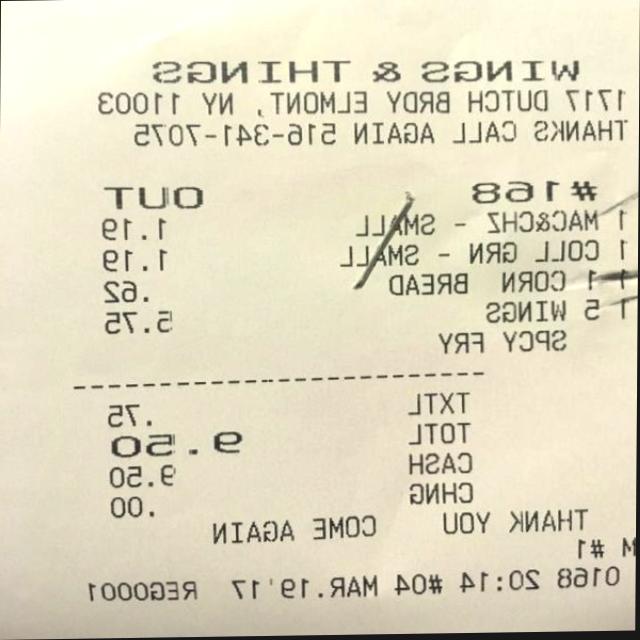 WINGS & THINGS
1717 DUTCH BRDY ELMONT, NY 11003
THANKS CALL AGAIN 516-341-7075
#168 OUT
1 MAC&CHZ - SMALL 1.19
1 COLL GRN - SMALL 1.19
1 1 CORN BREAD .62
1 5 WINGS 5.75
SPCY FRY
TXTL .75
TOTL 9.50
CASH 9.50
CHNG .00
THANK YOU COME AGAIN
M #1
0168 20:14 #04 MAR.19'17 REG0001